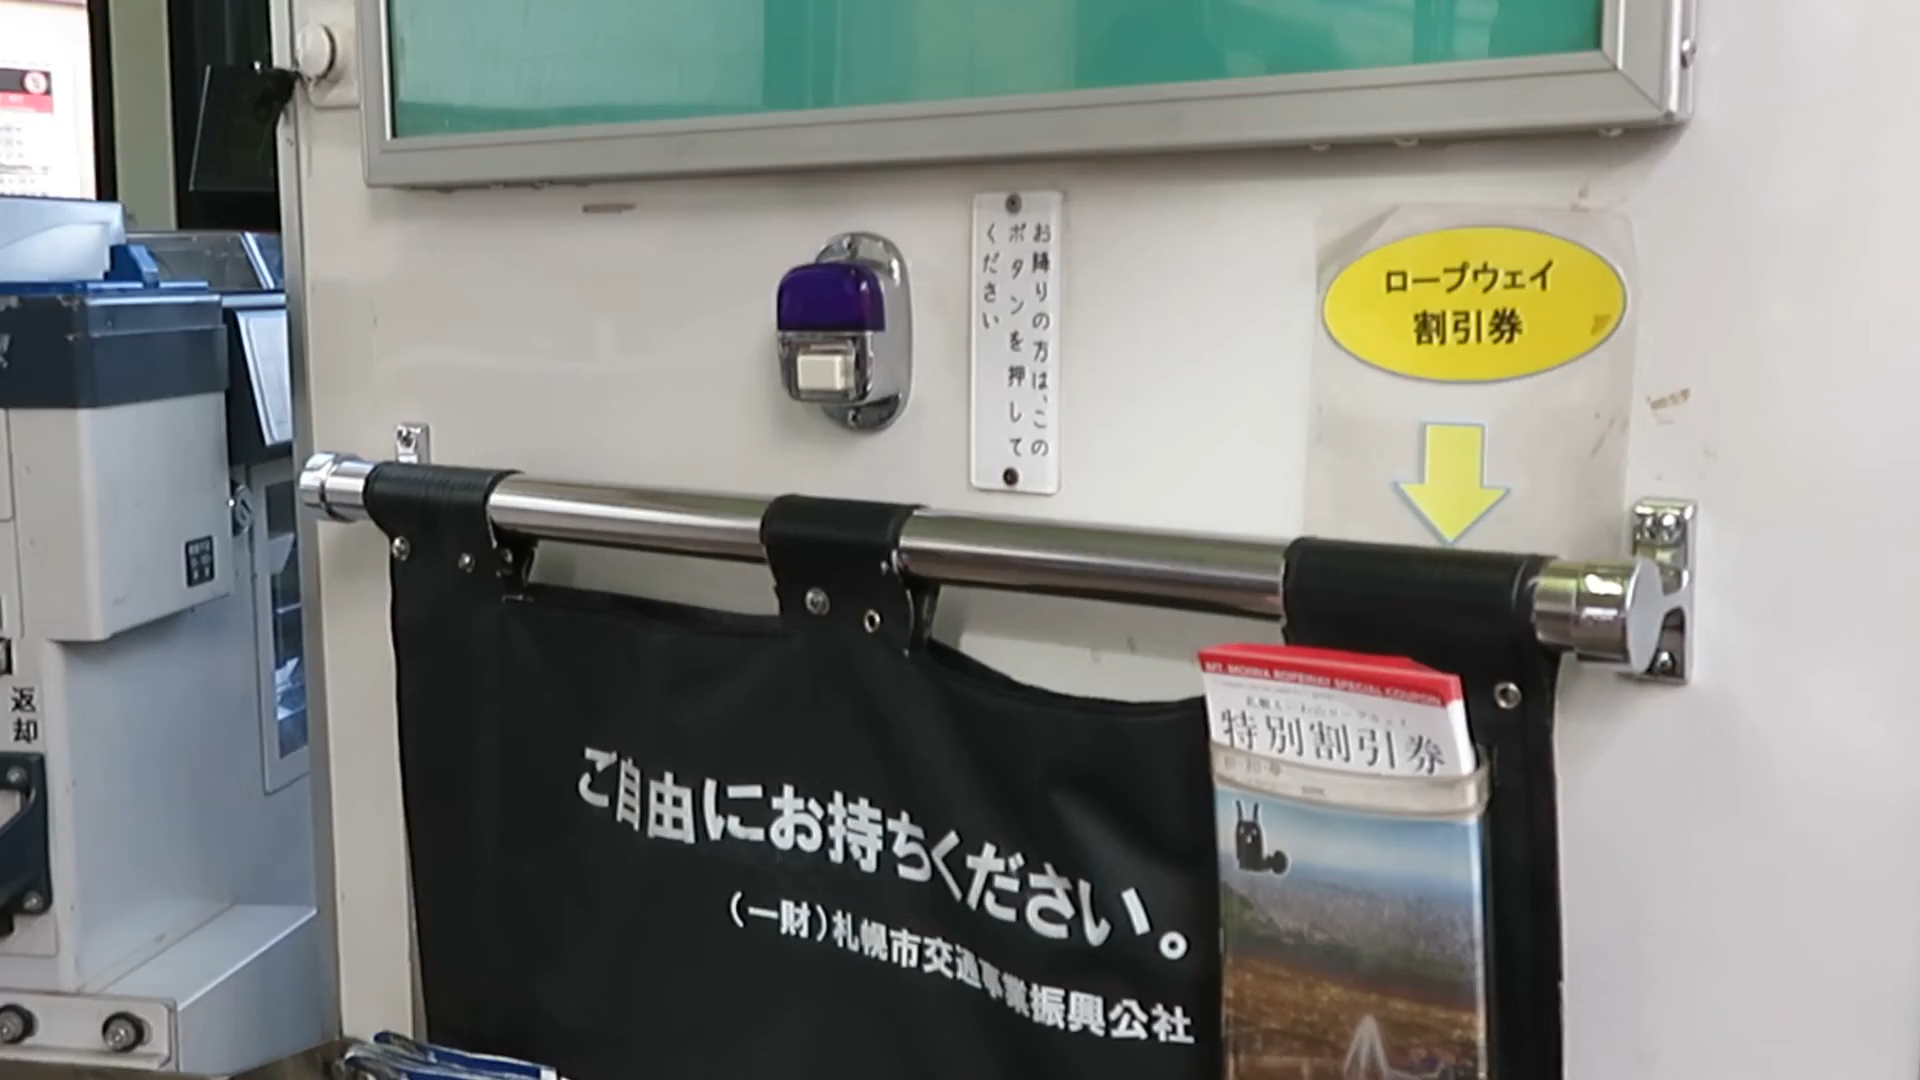 お降りの方は、この
ボタンを押して
ください
ロープウェイ
割引券
MT. MOIWA ROPEWAY SPECIAL COUPON
特別割引券
返却
ご自由にお持ちください。
(一財)札幌市交通事業振興公社